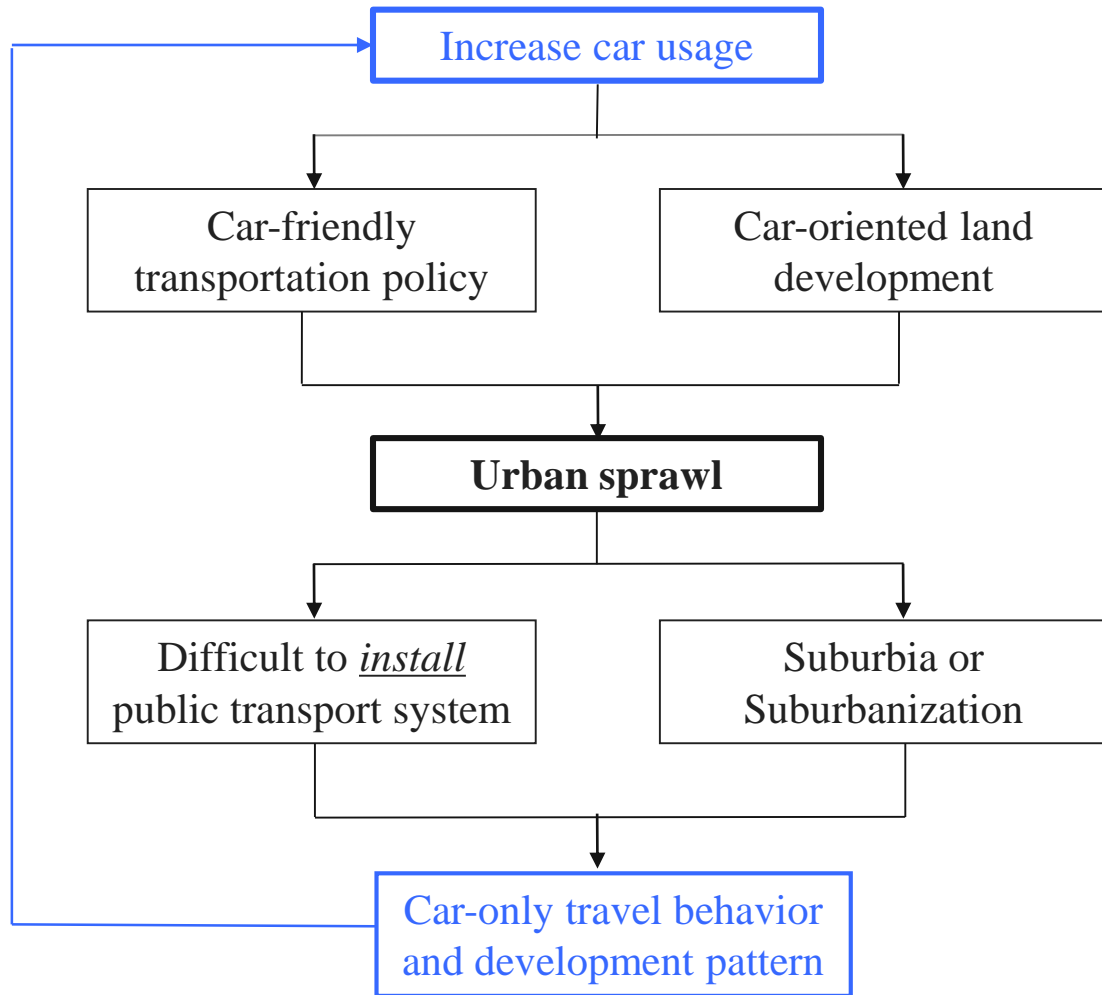 Increase car usage
Car-friendly
transportation policy
Car-oriented land
development
Urban sprawl
Difficult to install
public transport system
Suburbia or
Suburbanization
Car-only travel behavior
and development pattern